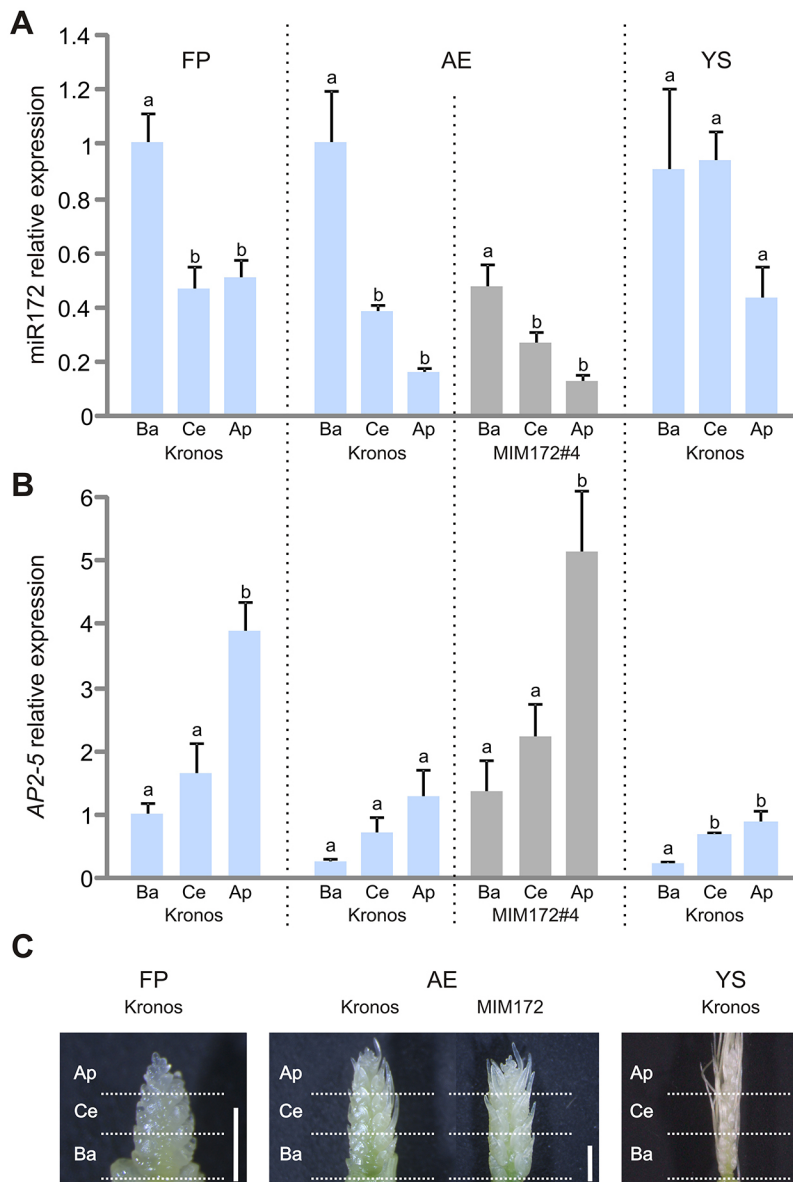 A
FP AE YS
miR172 relative expression
1.4
1.2
1
0.8
0.6
0.4
0.2
0
a b b
a b b
a b b
a a a
Ba Ce Ap Ba Ce Ap Ba Ce Ap Ba Ce Ap
Kronos Kronos MIM172#4 Kronos
B
AP2-5 relative expression
6
5
4
3
2
1
0
a a b
a a a
a a b
a b b
Ba Ce Ap Ba Ce Ap Ba Ce Ap Ba Ce Ap
Kronos Kronos MIM172#4 Kronos
C
FP AE YS
Kronos Kronos MIM172 Kronos
Ap Ap Ap
Ce Ce Ce
Ba Ba Ba